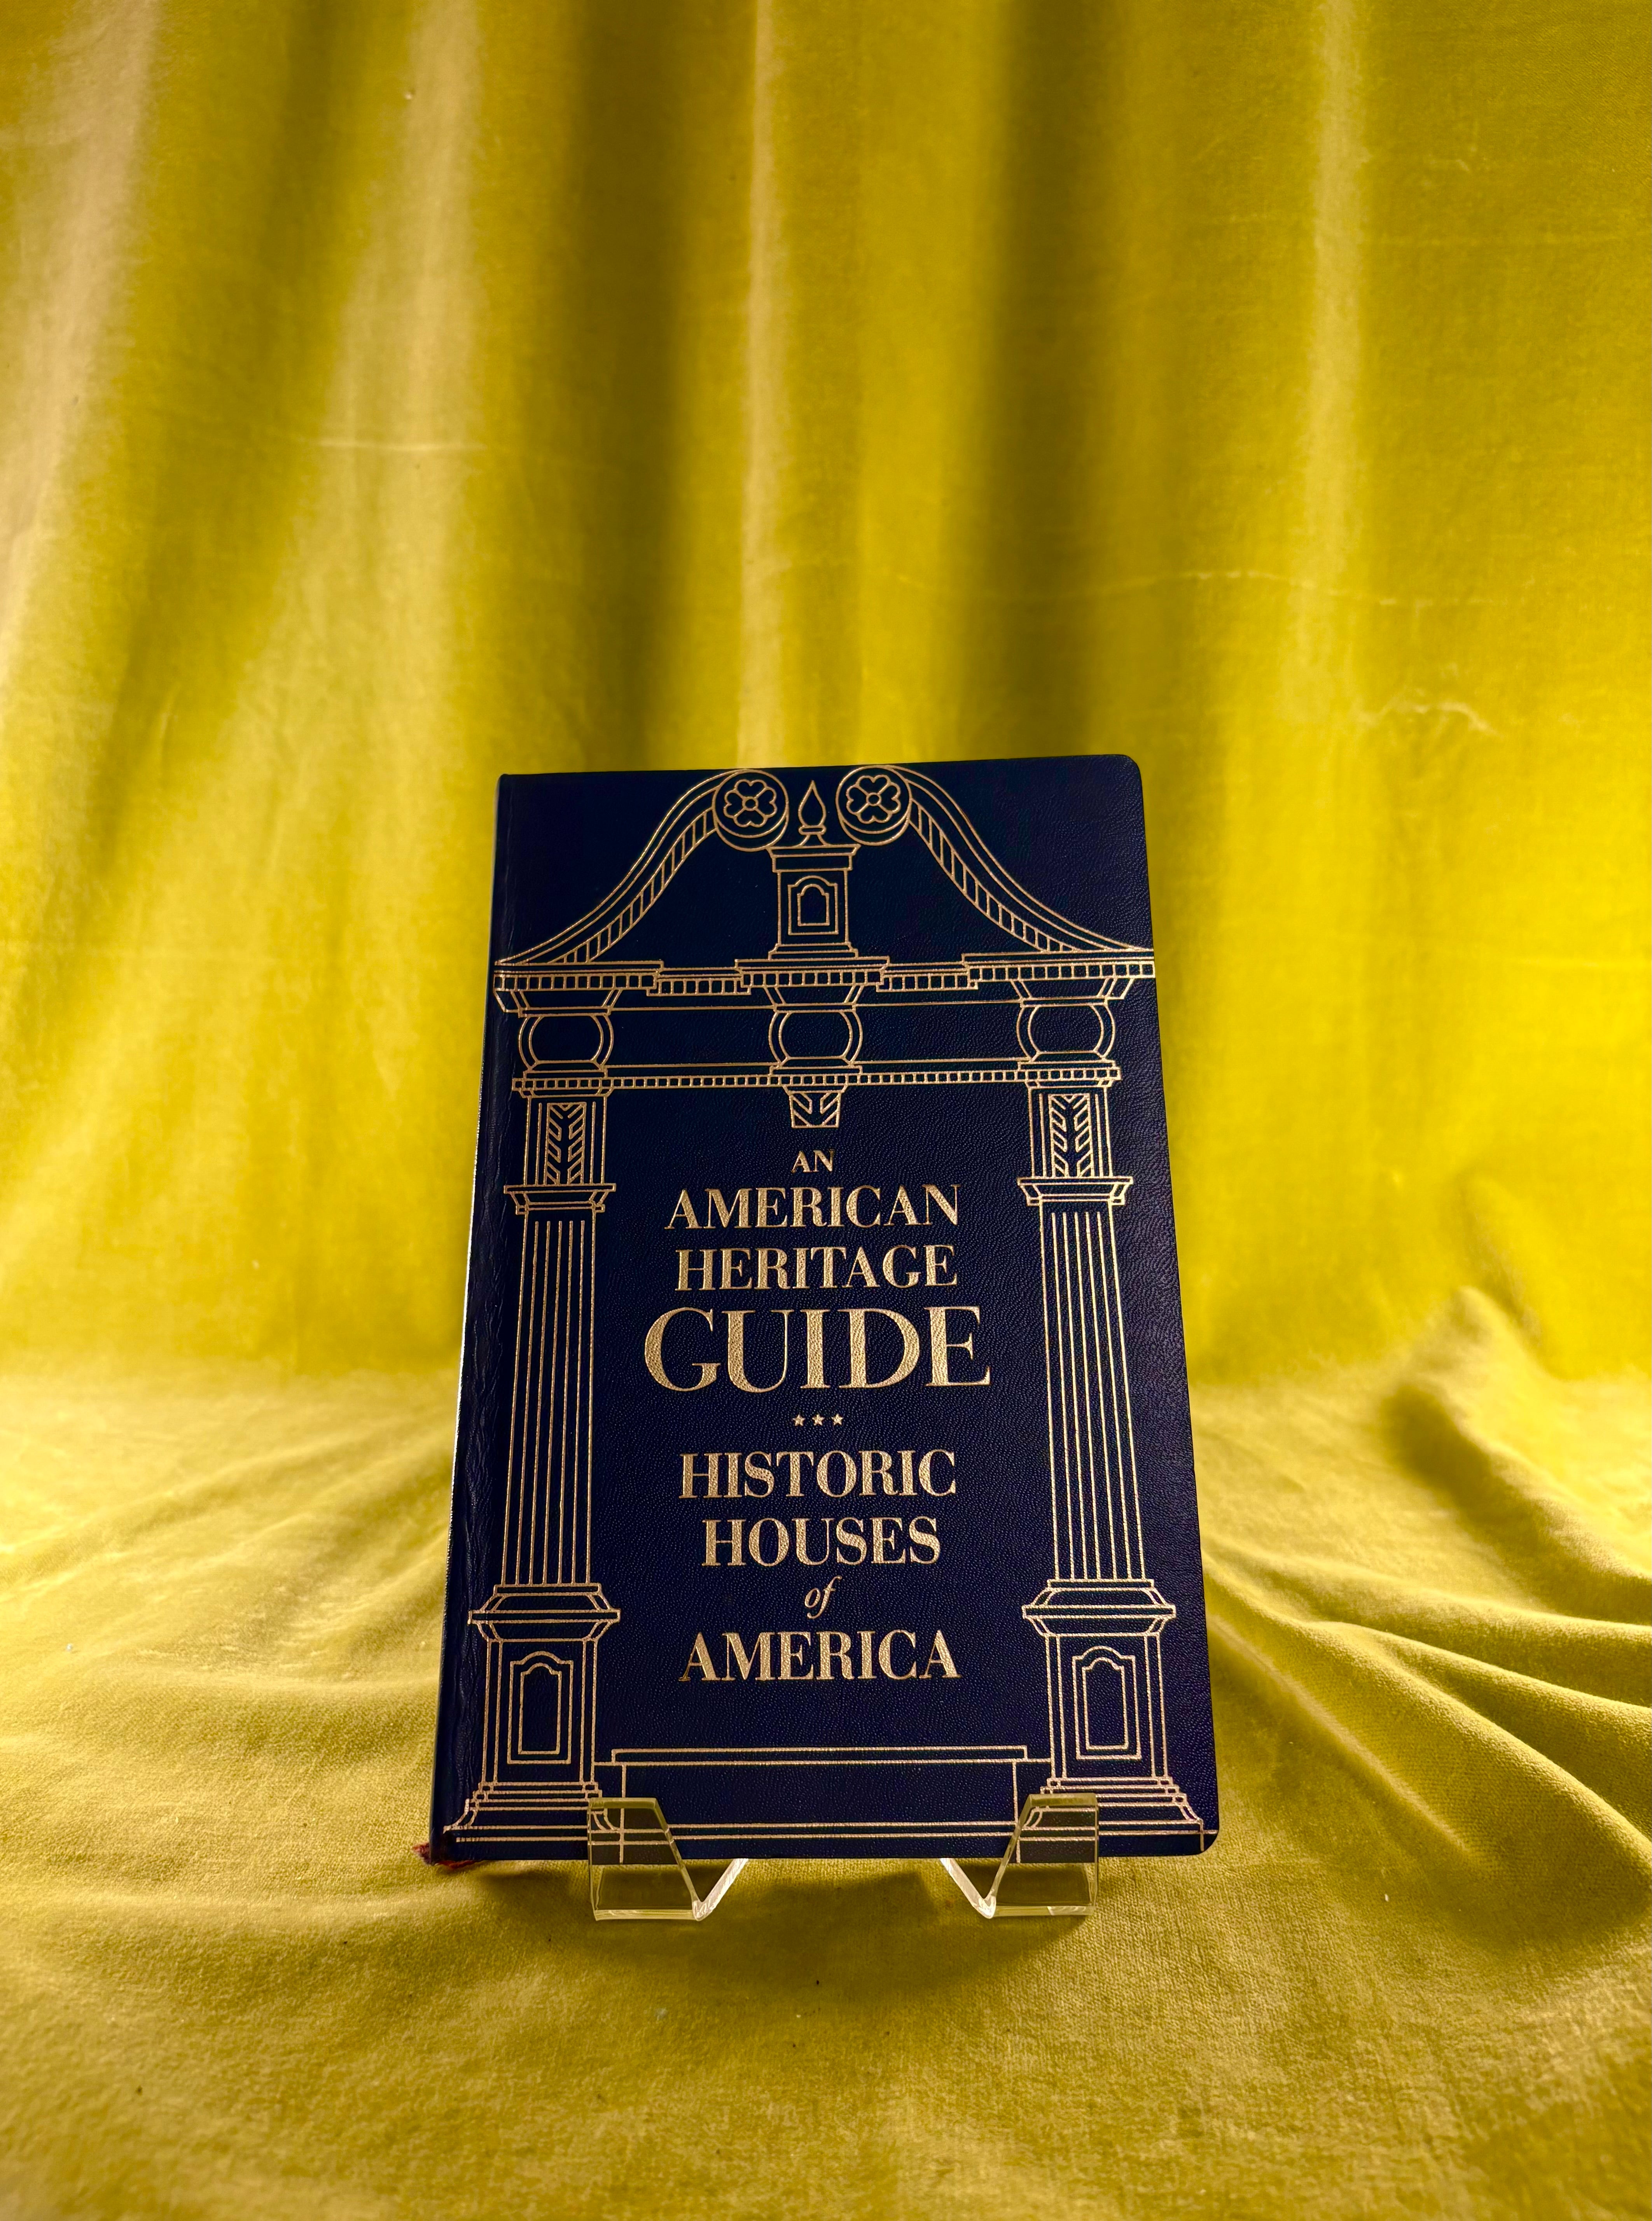 AN
AMERICAN
HERITAGE
GUIDE
HISTORIC
HOUSES
of
AMERICA